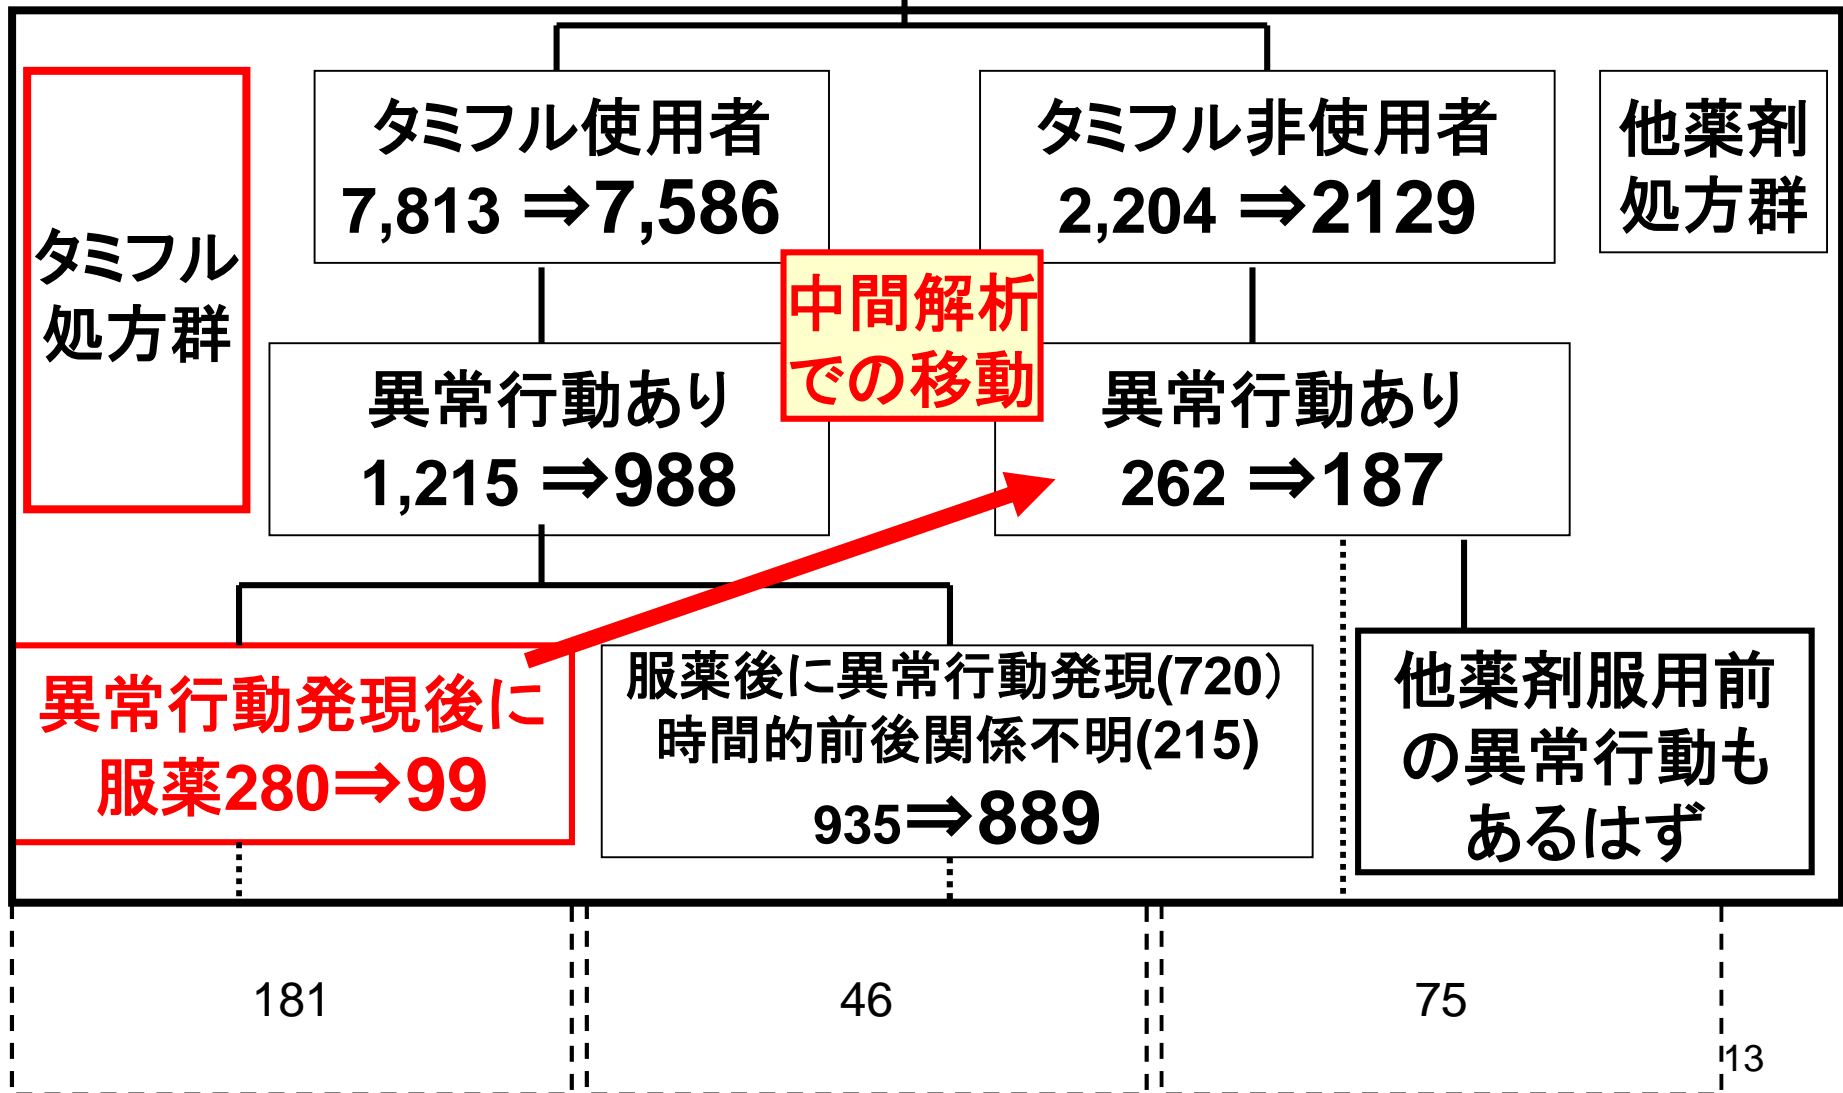 タミフル
処方群
タミフル使用者
7,813 ⇒7,586
タミフル非使用者
2,204 ⇒2129
他薬剤
処方群
中間解析
での移動
異常行動あり
1,215 ⇒988
異常行動あり
262 ⇒187
異常行動発現後に
服薬280⇒99
服薬後に異常行動発現(720）
時間的前後関係不明(215)
935⇒889
他薬剤服用前
の異常行動も
あるはず
181
46
75
13